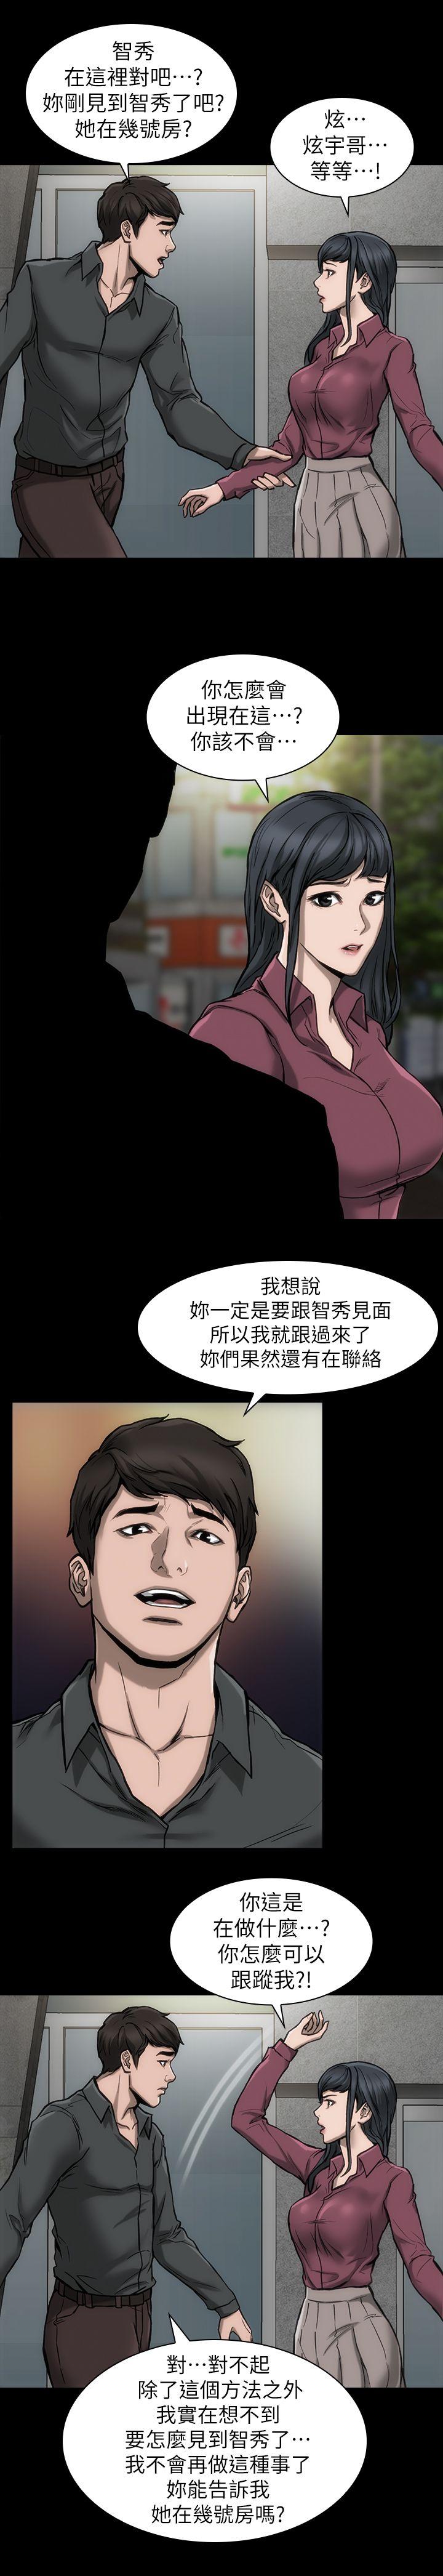 智秀
在這裡對吧…?
妳剛見到智秀了吧?
她在幾號房?
炫…
炫宇哥…
等等…!
你怎麼會
出現在這…?
你該不會…
我想說
妳一定是要跟智秀見面
所以我就跟過來了
妳們果然還有在聯絡
你這是
在做什麼…?
你怎麼可以
跟蹤我?!
對…對不起
除了這個方法之外
我實在想不到
要怎麼見到智秀了…
我不會再做這種事了
妳能告訴我
她在幾號房嗎?